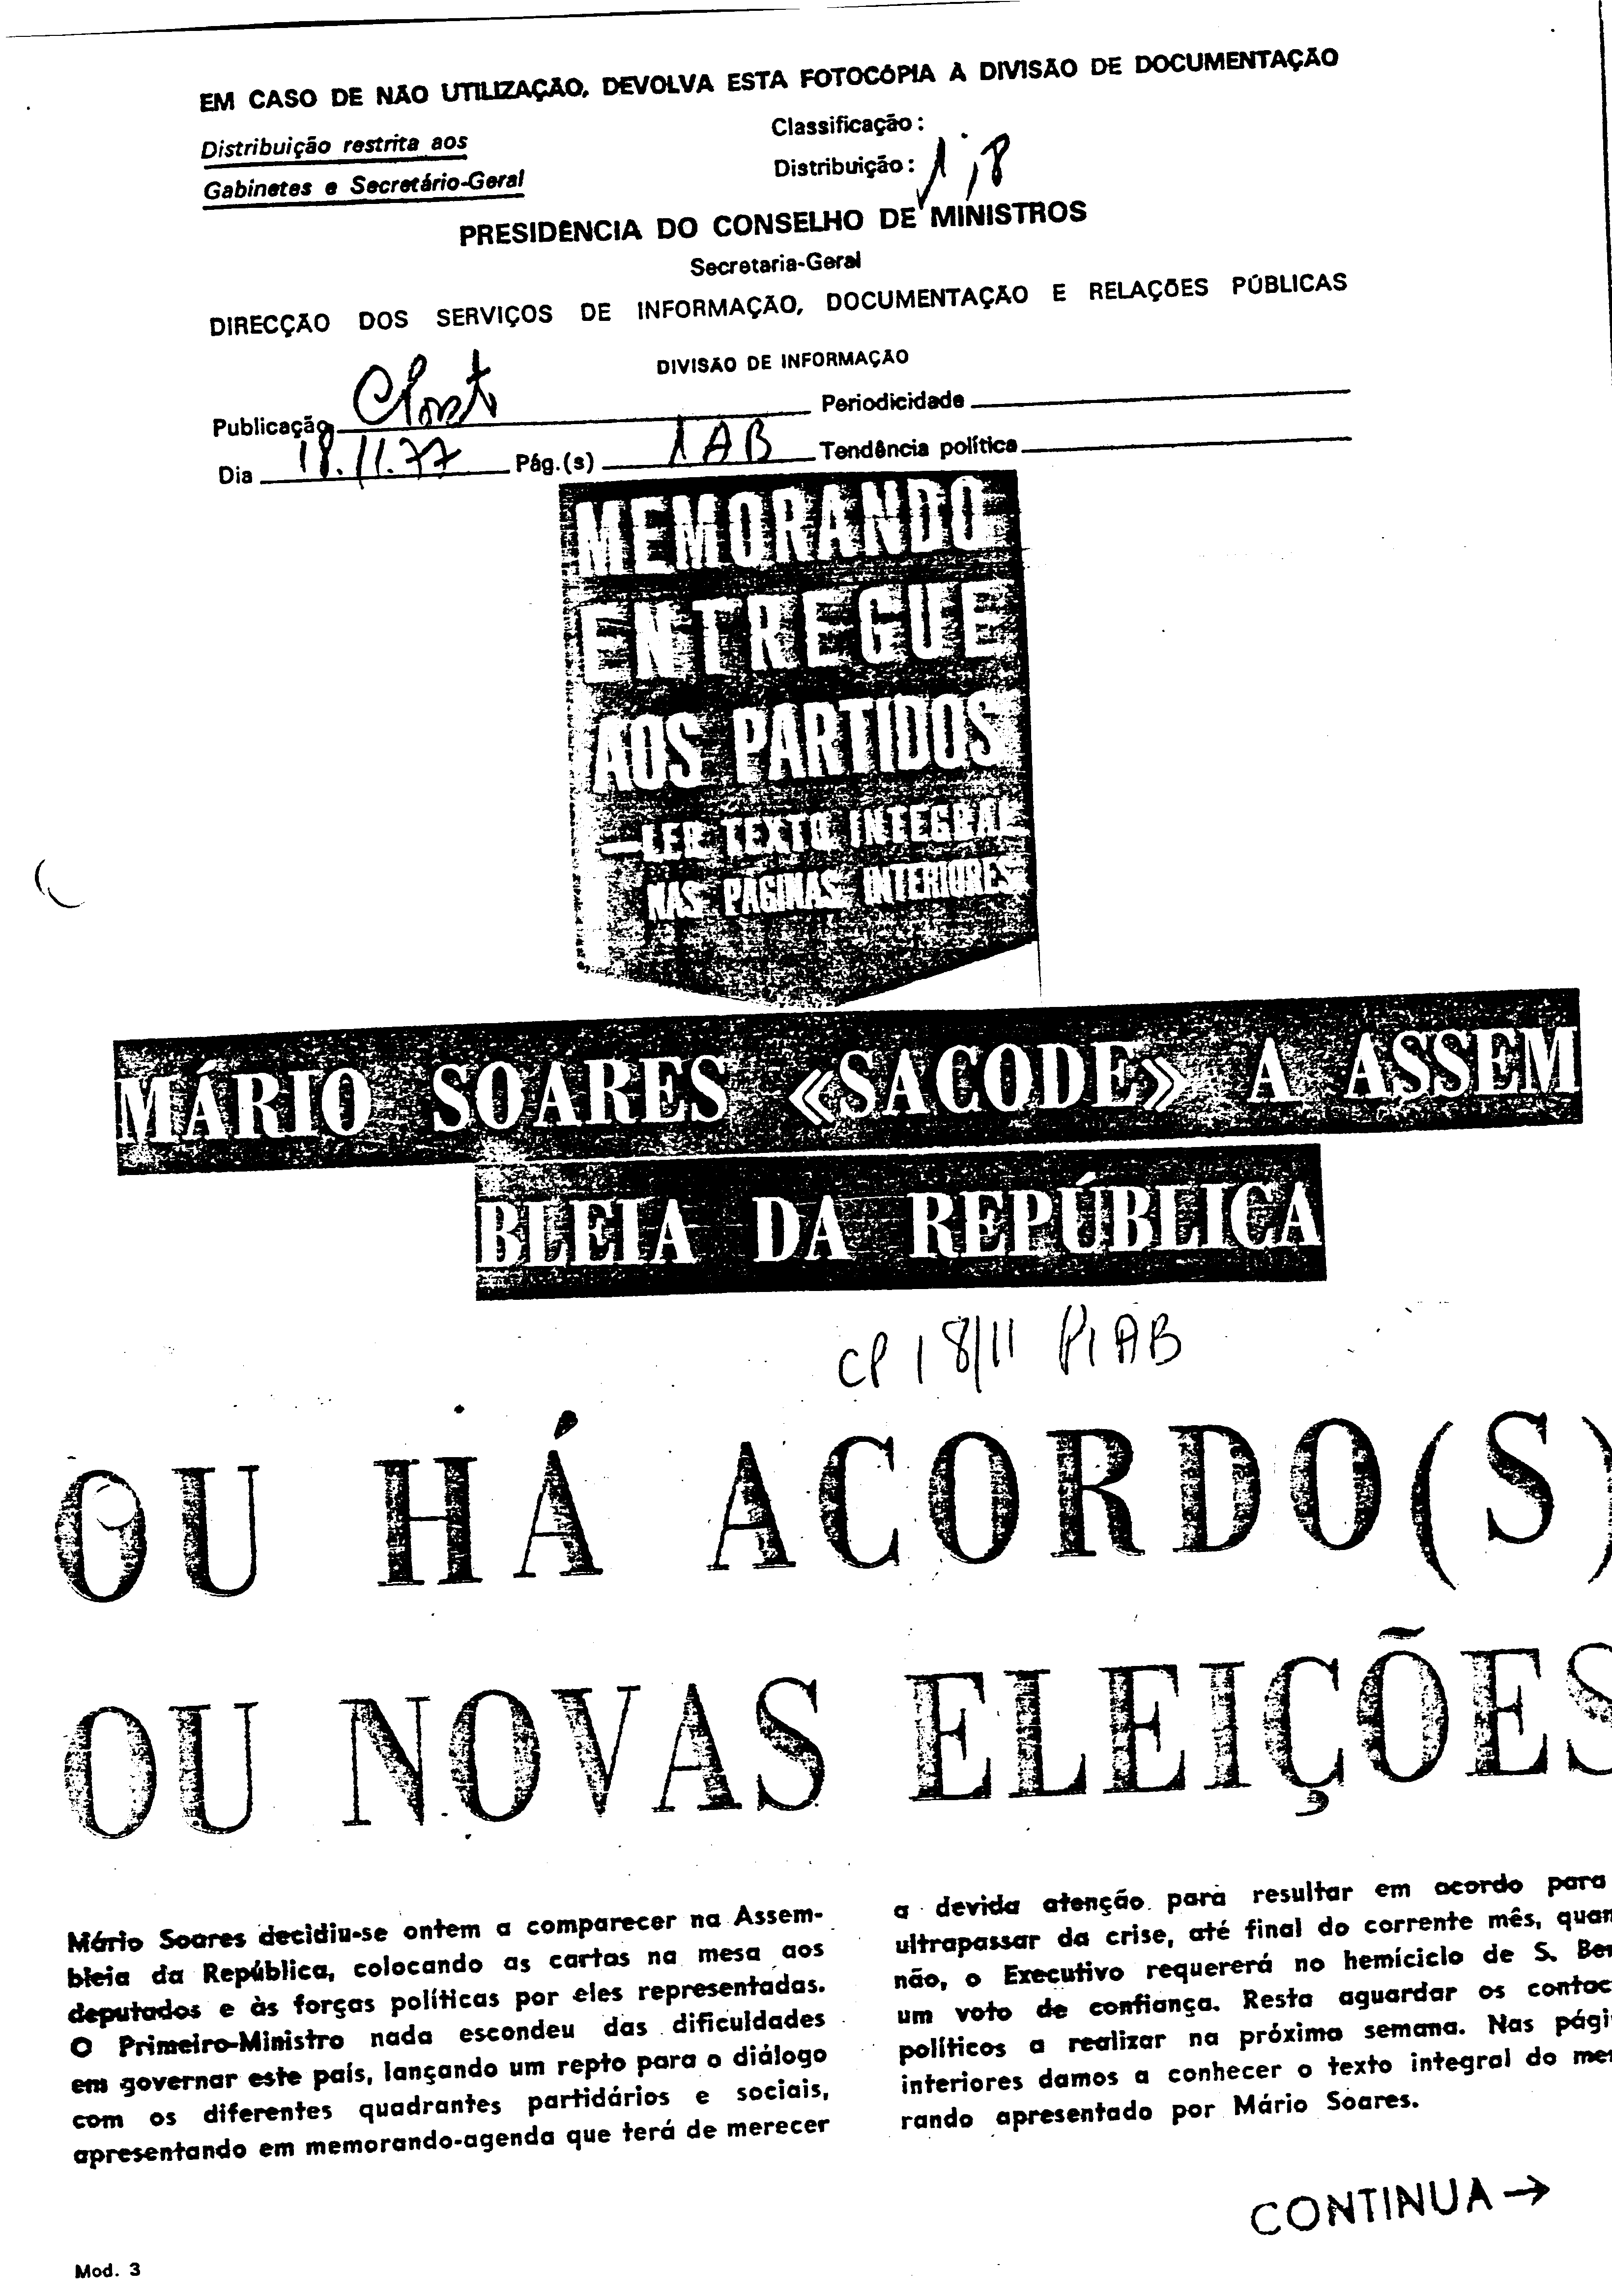 EM CASO DE NÃO UTILIZAÇÃO, DEVOLVA ESTA FOTOCÓPIA À DIVISÃO DE DOCUMENTAÇÃO
Distribuição restrita aos
Gabinetes e Secretário-Geral
Classificação:
Distribuição: 1,8
PRESIDÊNCIA DO CONSELHO DE MINISTROS
Secretaria-Geral
DIRECÇÃO DOS SERVIÇOS DE INFORMAÇÃO, DOCUMENTAÇÃO E RELAÇÕES PÚBLICAS
DIVISÃO DE INFORMAÇÃO
Publicação Periodicidade
Dia 18.11.77 Pág.(s) 1AB Tendência política
MEMORANDO
ENTREGUE
AOS PARTIDOS
—LER TEXTO INTEGRAL
NAS PAGINAS INTERIORES
MÁRIO SOARES «SACODE» A ASSEM
BLEIA DA REPÚBLICA
CP 18/11 P1AB
OU HÁ ACORDO(S)
OU NOVAS ELEIÇÕES
Mário Soares decidiu-se ontem a comparecer na Assem-
bleia da República, colocando as cartas na mesa aos
deputados e às forças políticas por eles representadas.
O Primeiro-Ministro nada escondeu das dificuldades
em governar este país, lançando um repto para o diálogo
com os diferentes quadrantes partidários e sociais,
apresentando em memorando-agenda que terá de merecer
a devida atenção para resultar em acordo para
ultrapassar da crise, até final do corrente mês, quan
não, o Executivo requererá no hemiciclo de S. Ber
um voto de confiança. Resta aguardar os contac
políticos a realizar na próxima semana. Nas pági
interiores damos a conhecer o texto integral do me
rando apresentado por Mário Soares.
CONTINUA →
Mod. 3